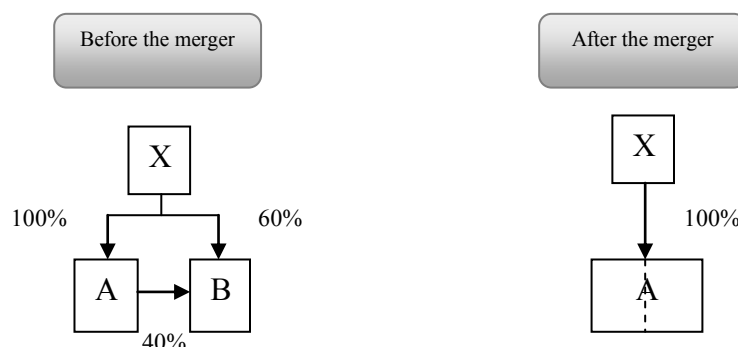 Before the merger
After the merger
X
X
100%
60%
100%
A
B
A
40%